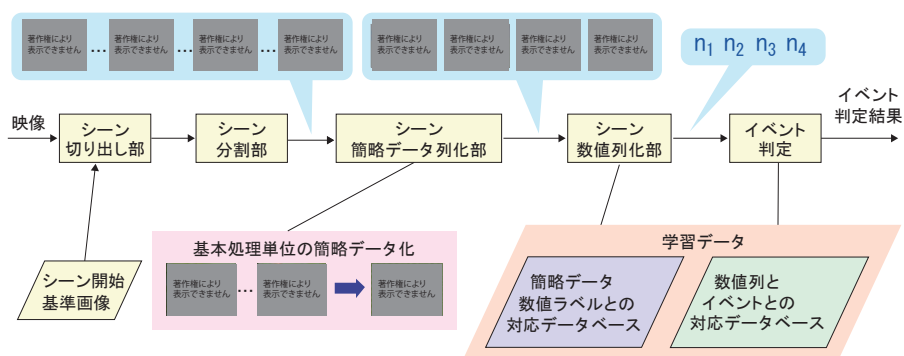 著作権により
表示できません
…
著作権により
表示できません
…
著作権により
表示できません
…
著作権により
表示できません
著作権により
表示できません
著作権により
表示できません
著作権により
表示できません
著作権により
表示できません
n1 n2 n3 n4
映像
シーン
切り出し部
シーン
分割部
シーン
簡略データ列化部
シーン
数値列化部
イベント
判定
イベント
判定結果
シーン開始
基準画像
基本処理単位の簡略データ化
著作権により
表示できません
…
著作権により
表示できません
著作権により
表示できません
学習データ
簡略データ
数値ラベルとの
対応データベース
数値列と
イベントとの
対応データベース